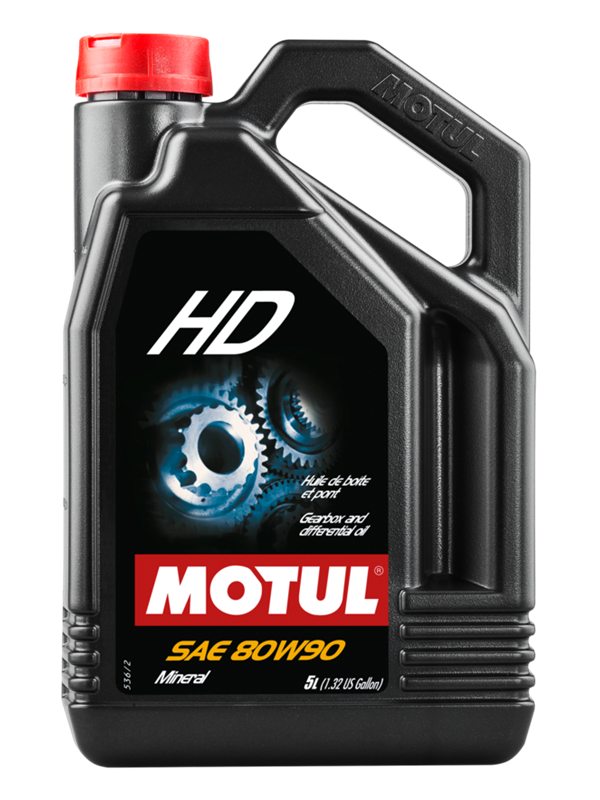 MOTUL
HD
Huile de boîte
et pont
Gearbox and
differential oil
MOTUL®
SAE 80W90
536/2
Mineral
5L (1.32 US Gallon)